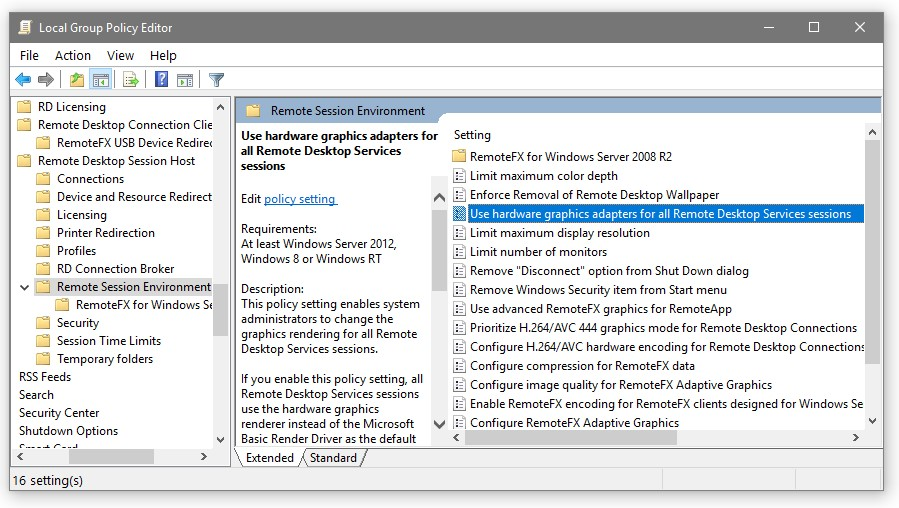 Local Group Policy Editor
File Action View Help
RD Licensing
Remote Desktop Connection Clie
RemoteFX USB Device Redirec
Remote Desktop Session Host
Connections
Device and Resource Redirect
Licensing
Printer Redirection
Profiles
RD Connection Broker
Remote Session Environment
RemoteFX for Windows Se
Security
Session Time Limits
Temporary folders
RSS Feeds
Search
Security Center
Shutdown Options
Smart Card
Remote Session Environment
Use hardware graphics adapters for
all Remote Desktop Services
sessions
Edit policy setting
Requirements:
At least Windows Server 2012,
Windows 8 or Windows RT
Description:
This policy setting enables system
administrators to change the
graphics rendering for all Remote
Desktop Services sessions.
If you enable this policy setting, all
Remote Desktop Services sessions
use the hardware graphics
renderer instead of the Microsoft
Basic Render Driver as the default
Setting
RemoteFX for Windows Server 2008 R2
Limit maximum color depth
Enforce Removal of Remote Desktop Wallpaper
Use hardware graphics adapters for all Remote Desktop Services sessions
Limit maximum display resolution
Limit number of monitors
Remove "Disconnect" option from Shut Down dialog
Remove Windows Security item from Start menu
Use advanced RemoteFX graphics for RemoteApp
Prioritize H.264/AVC 444 graphics mode for Remote Desktop Connections
Configure H.264/AVC hardware encoding for Remote Desktop Connections
Configure compression for RemoteFX data
Configure image quality for RemoteFX Adaptive Graphics
Enable RemoteFX encoding for RemoteFX clients designed for Windows Se
Configure RemoteFX Adaptive Graphics
Extended Standard
16 setting(s)